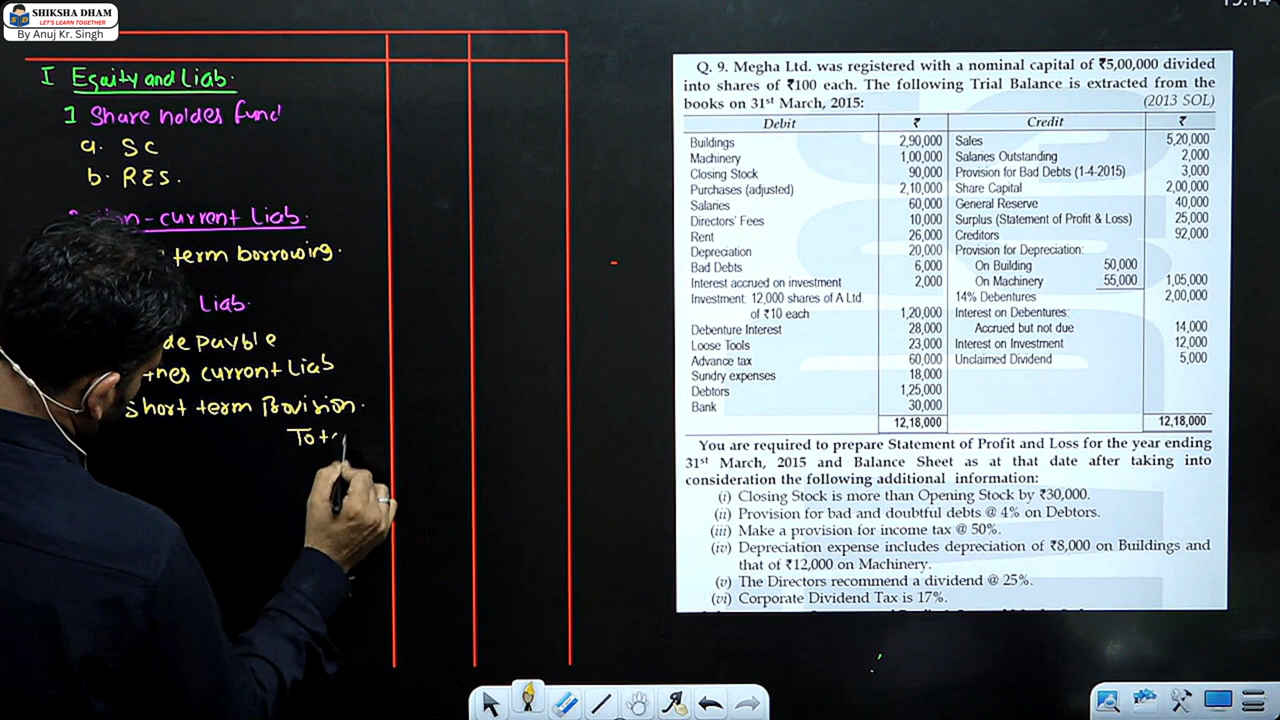 SHIKSHA DHAM
LET'S LEARN TOGETHER
By Anuj Kr. Singh
I Equity and Liab.
1 Share holdes fund
a. SC
b. R&S.
-current Liab.
term borrowing.
Liab.
de payble
current Liab
short term Provision.
Q. 9. Megha Ltd. was registered with a nominal capital of ₹5,00,000 divided
into shares of ₹100 each. The following Trial Balance is extracted from the
books on 31st March, 2015: (2013 SOL)
Debit ₹ Credit ₹
Buildings 2,90,000 Sales 5,20,000
Machinery 1,00,000 Salaries Outstanding 2,000
Closing Stock 90,000 Provision for Bad Debts (1-4-2015) 3,000
Purchases (adjusted) 2,10,000 Share Capital 2,00,000
Salaries 60,000 General Reserve 40,000
Directors' Fees 10,000 Surplus (Statement of Profit & Loss) 25,000
Rent 26,000 Creditors 92,000
Depreciation 20,000 Provision for Depreciation:
Bad Debts 6,000 On Building 50,000
Interest accrued on investment 2,000 On Machinery 55,000 1,05,000
Investment: 12,000 shares of A Ltd. 14% Debentures 2,00,000
of ₹10 each 1,20,000 Interest on Debentures:
Debenture Interest 28,000 Accrued but not due 14,000
Loose Tools 23,000 Interest on Investment 12,000
Advance tax 60,000 Unclaimed Dividend 5,000
Sundry expenses 18,000
Debtors 1,25,000
Bank 30,000
12,18,000 12,18,000
You are required to prepare Statement of Profit and Loss for the year ending
31st March, 2015 and Balance Sheet as at that date after taking into
consideration the following additional information:
(i) Closing Stock is more than Opening Stock by ₹30,000.
(ii) Provision for bad and doubtful debts @ 4% on Debtors.
(iii) Make a provision for income tax @ 50%.
(iv) Depreciation expense includes depreciation of ₹8,000 on Buildings and
that of ₹12,000 on Machinery.
(v) The Directors recommend a dividend @ 25%.
(vi) Corporate Dividend Tax is 17%.